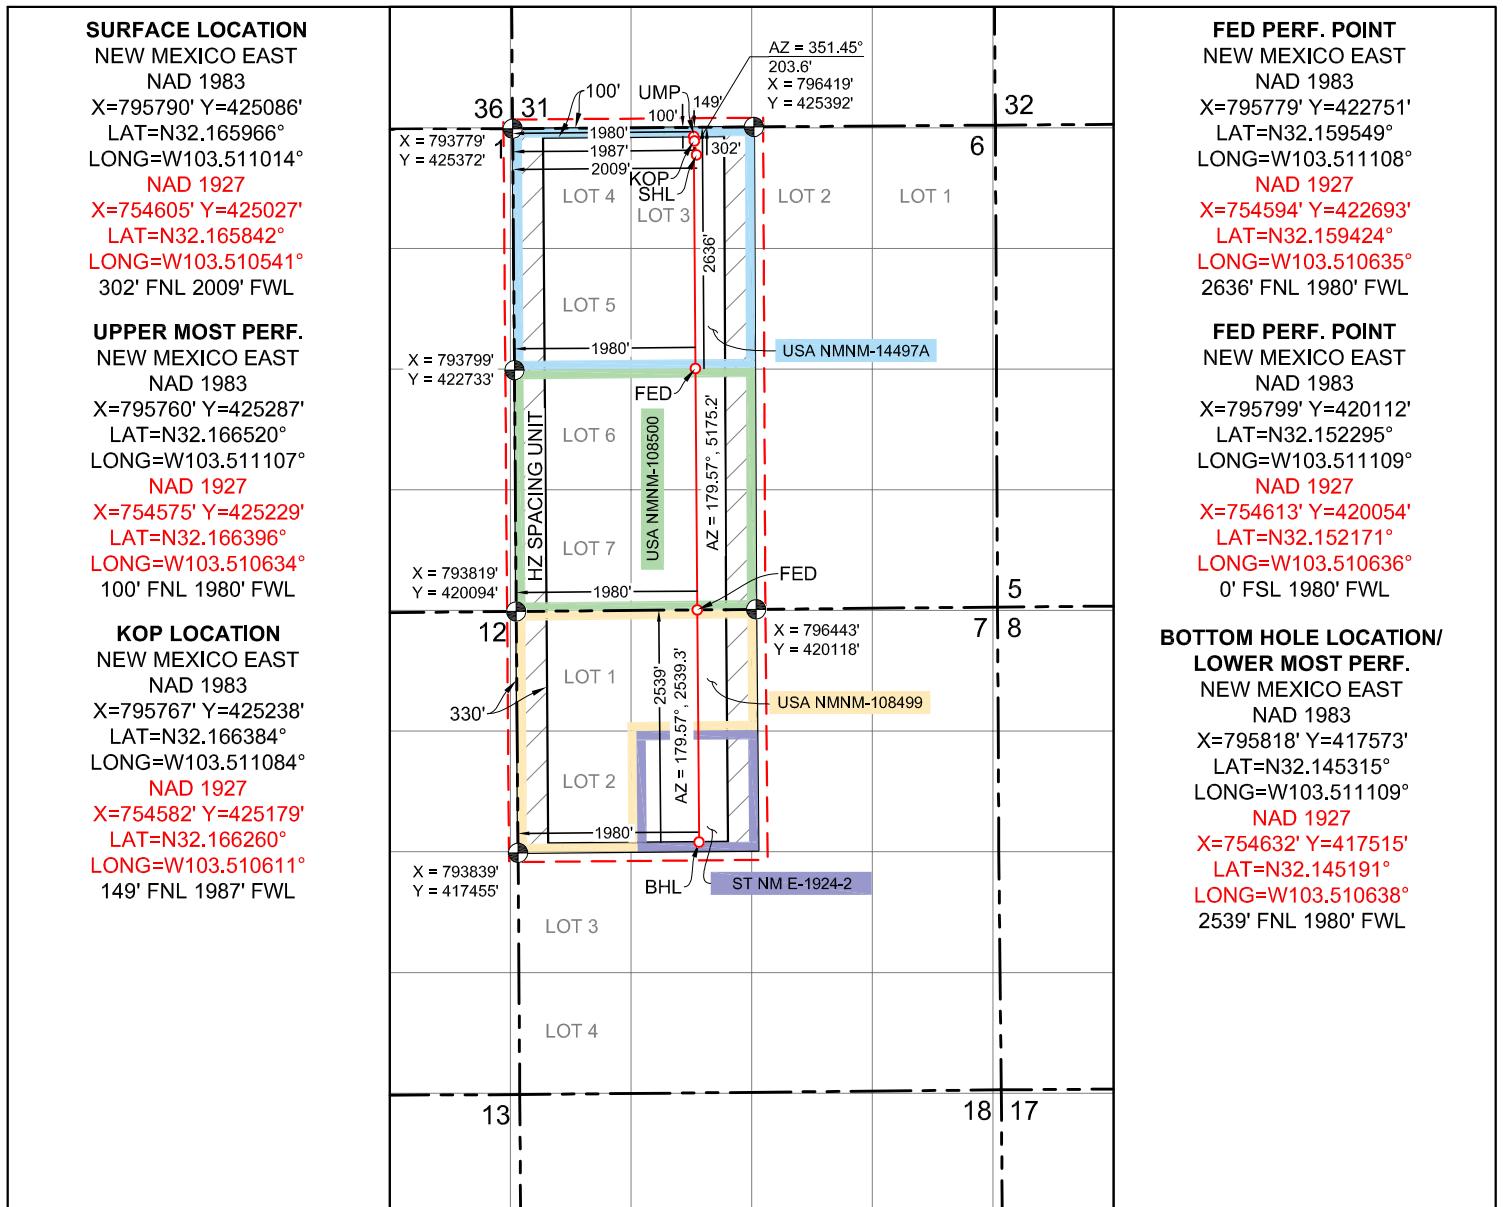 SURFACE LOCATION
NEW MEXICO EAST
NAD 1983
X=795790' Y=425086'
LAT=N32.165966°
LONG=W103.511014°
NAD 1927
X=754605' Y=425027'
LAT=N32.165842°
LONG=W103.510541°
302' FNL 2009' FWL
UPPER MOST PERF.
NEW MEXICO EAST
NAD 1983
X=795760' Y=425287'
LAT=N32.166520°
LONG=W103.511107°
NAD 1927
X=754575' Y=425229'
LAT=N32.166396°
LONG=W103.510634°
100' FNL 1980' FWL
KOP LOCATION
NEW MEXICO EAST
NAD 1983
X=795767' Y=425238'
LAT=N32.166384°
LONG=W103.511084°
NAD 1927
X=754582' Y=425179'
LAT=N32.166260°
LONG=W103.510611°
149' FNL 1987' FWL
AZ = 351.45°
203.6'
X = 796419'
Y = 425392'
36 31
100'
UMP
149'
100'
32
1
6
X = 793779'
Y = 425372'
1980'
1987'
2009'
302'
KOP
SHL
LOT 4
LOT 3
LOT 2
LOT 1
2636'
LOT 5
1980'
USA NMNM-14497A
X = 793799'
Y = 422733'
FED
HZ SPACING UNIT
LOT 6
USA NMNM-108500
AZ = 179.57°, 5175.2'
LOT 7
X = 793819'
Y = 420094'
1980'
FED
5
12
7 8
X = 796443'
Y = 420118'
LOT 1
2539'
AZ = 179.57°, 2539.3'
USA NMNM-108499
330'
LOT 2
1980'
X = 793839'
Y = 417455'
BHL
ST NM E-1924-2
LOT 3
LOT 4
13
18 17
FED PERF. POINT
NEW MEXICO EAST
NAD 1983
X=795779' Y=422751'
LAT=N32.159549°
LONG=W103.511108°
NAD 1927
X=754594' Y=422693'
LAT=N32.159424°
LONG=W103.510635°
2636' FNL 1980' FWL
FED PERF. POINT
NEW MEXICO EAST
NAD 1983
X=795799' Y=420112'
LAT=N32.152295°
LONG=W103.511109°
NAD 1927
X=754613' Y=420054'
LAT=N32.152171°
LONG=W103.510636°
0' FSL 1980' FWL
BOTTOM HOLE LOCATION/
LOWER MOST PERF.
NEW MEXICO EAST
NAD 1983
X=795818' Y=417573'
LAT=N32.145315°
LONG=W103.511109°
NAD 1927
X=754632' Y=417515'
LAT=N32.145191°
LONG=W103.510638°
2539' FNL 1980' FWL